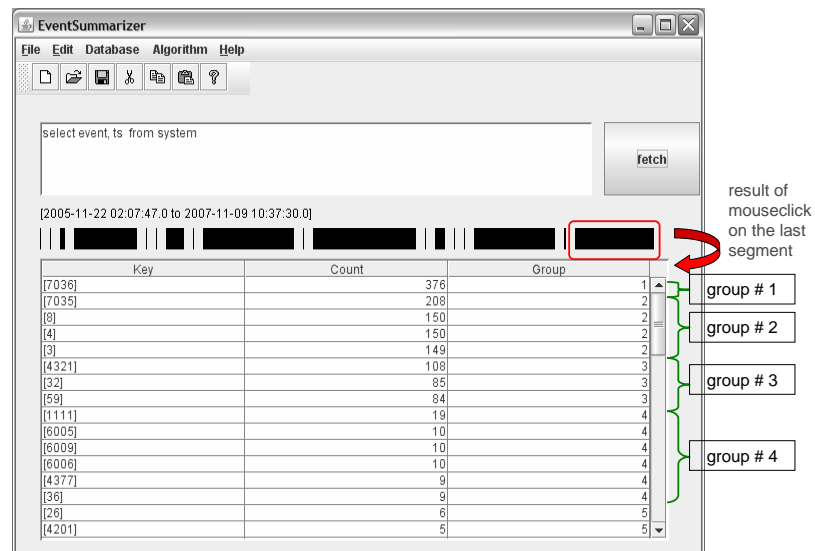 EventSummarizer
File Edit Database Algorithm Help
select event, ts from system
fetch
result of
mouseclick
on the last
segment
[2005-11-22 02:07:47.0 to 2007-11-09 10:37:30.0]
Key Count Group
[7036] 376 1
[7035] 208 2
[8] 150 2
[4] 150 2
[3] 149 2
[4321] 108 3
[32] 85 3
[59] 84 3
[1111] 19 4
[6005] 10 4
[6009] 10 4
[6006] 10 4
[4377] 9 4
[36] 9 4
[26] 6 5
[4201] 5 5
group # 1
group # 2
group # 3
group # 4